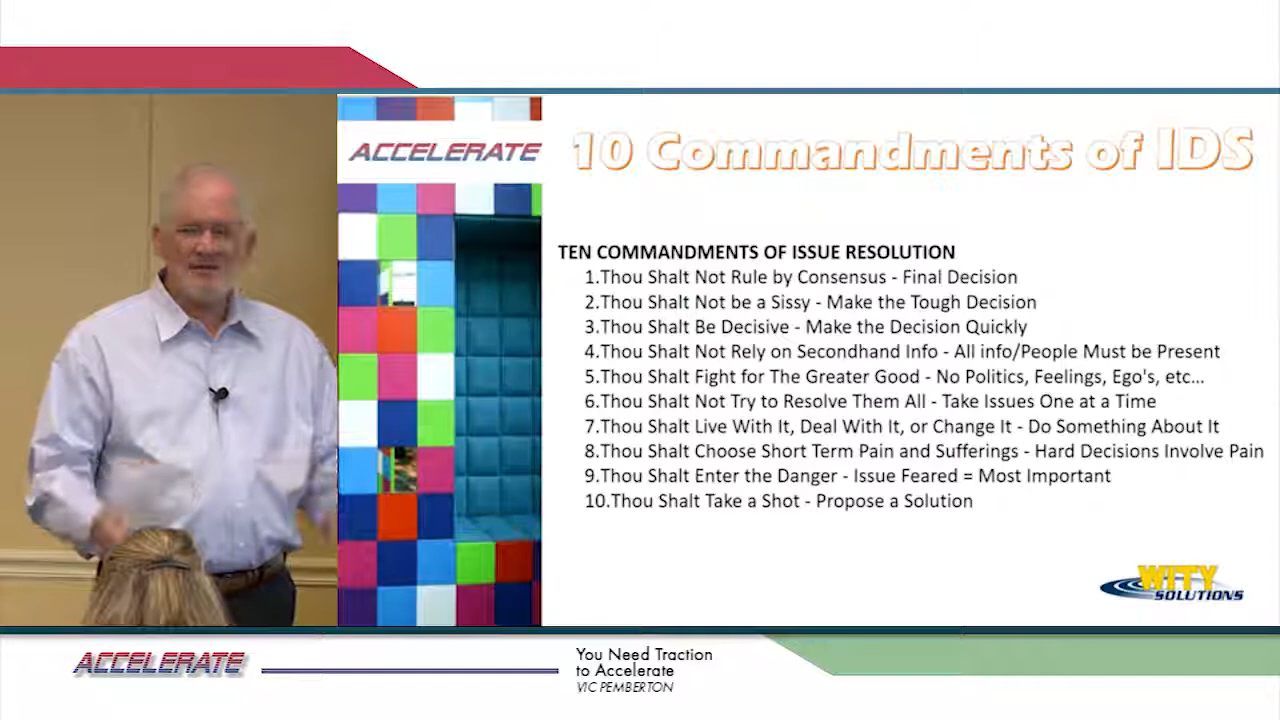 ACCELERATE
10 Commandments of IDS
TEN COMMANDMENTS OF ISSUE RESOLUTION
1.Thou Shalt Not Rule by Consensus - Final Decision
2.Thou Shalt Not be a Sissy - Make the Tough Decision
3.Thou Shalt Be Decisive - Make the Decision Quickly
4.Thou Shalt Not Rely on Secondhand Info - All info/People Must be Present
5.Thou Shalt Fight for The Greater Good - No Politics, Feelings, Ego's, etc...
6.Thou Shalt Not Try to Resolve Them All - Take Issues One at a Time
7.Thou Shalt Live With It, Deal With It, or Change It - Do Something About It
8.Thou Shalt Choose Short Term Pain and Sufferings - Hard Decisions Involve Pain
9.Thou Shalt Enter the Danger - Issue Feared = Most Important
10.Thou Shalt Take a Shot - Propose a Solution
WITY
SOLUTIONS
ACCELERATE
You Need Traction
to Accelerate
VIC PEMBERTON